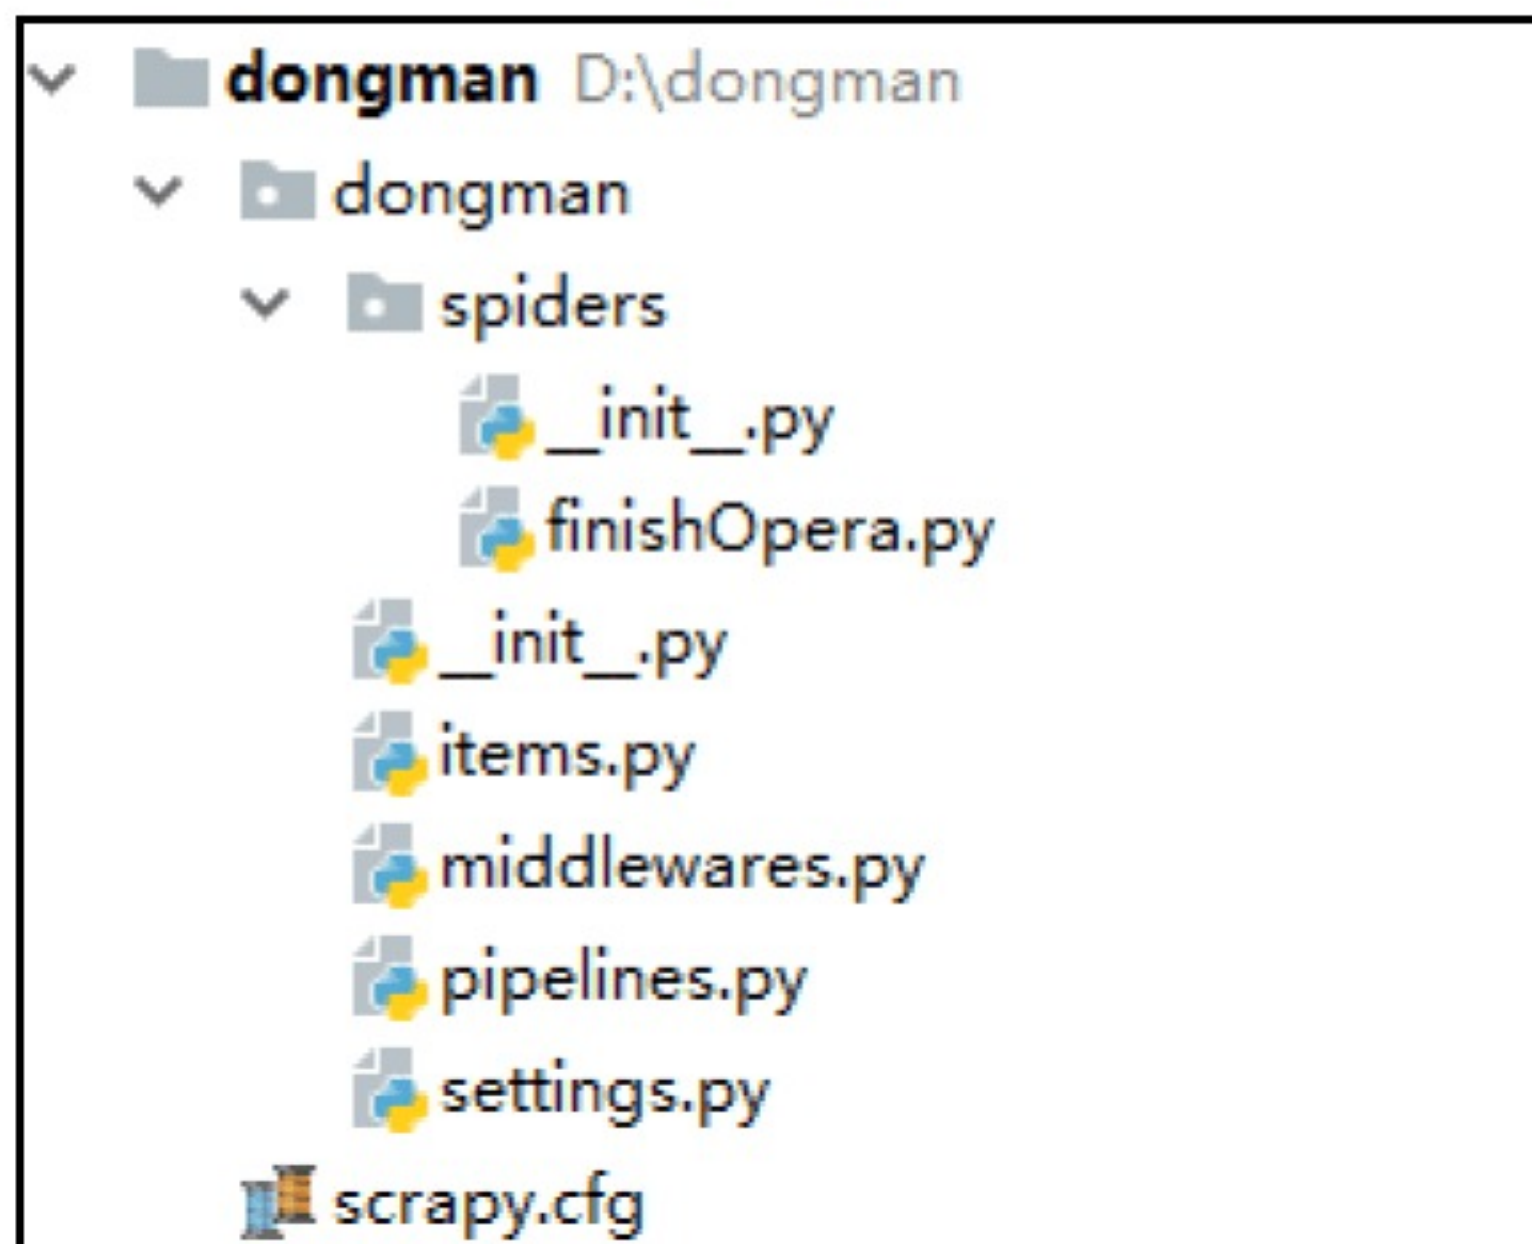 dongman D:\dongman
dongman
spiders
__init__.py
finishOpera.py
__init__.py
items.py
middlewares.py
pipelines.py
settings.py
scrapy.cfg